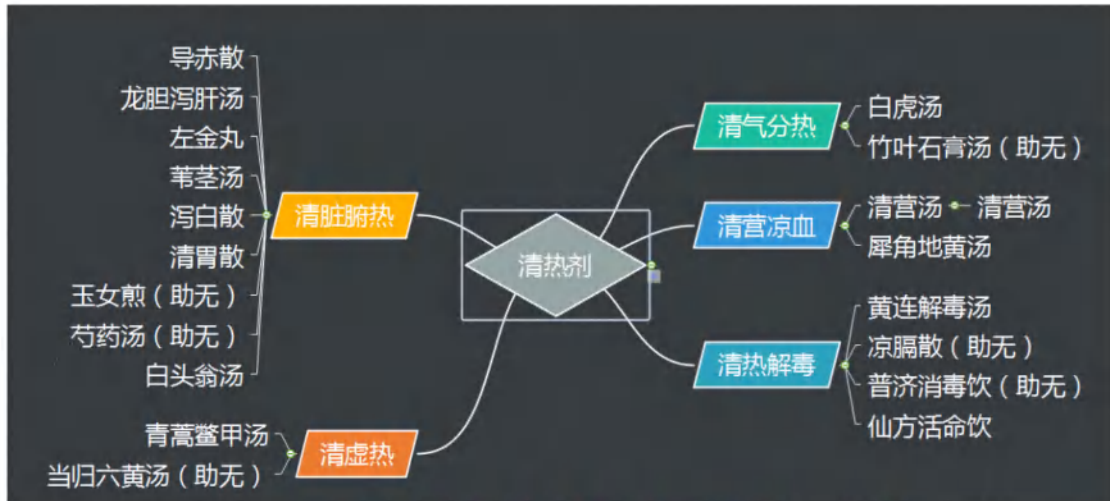 清热剂
清气分热
白虎汤
竹叶石膏汤（助无）
清营凉血
清营汤
清营汤
犀角地黄汤
清热解毒
黄连解毒汤
凉膈散（助无）
普济消毒饮（助无）
仙方活命饮
清脏腑热
导赤散
龙胆泻肝汤
左金丸
苇茎汤
泻白散
清胃散
玉女煎（助无）
芍药汤（助无）
白头翁汤
清虚热
青蒿鳖甲汤
当归六黄汤（助无）